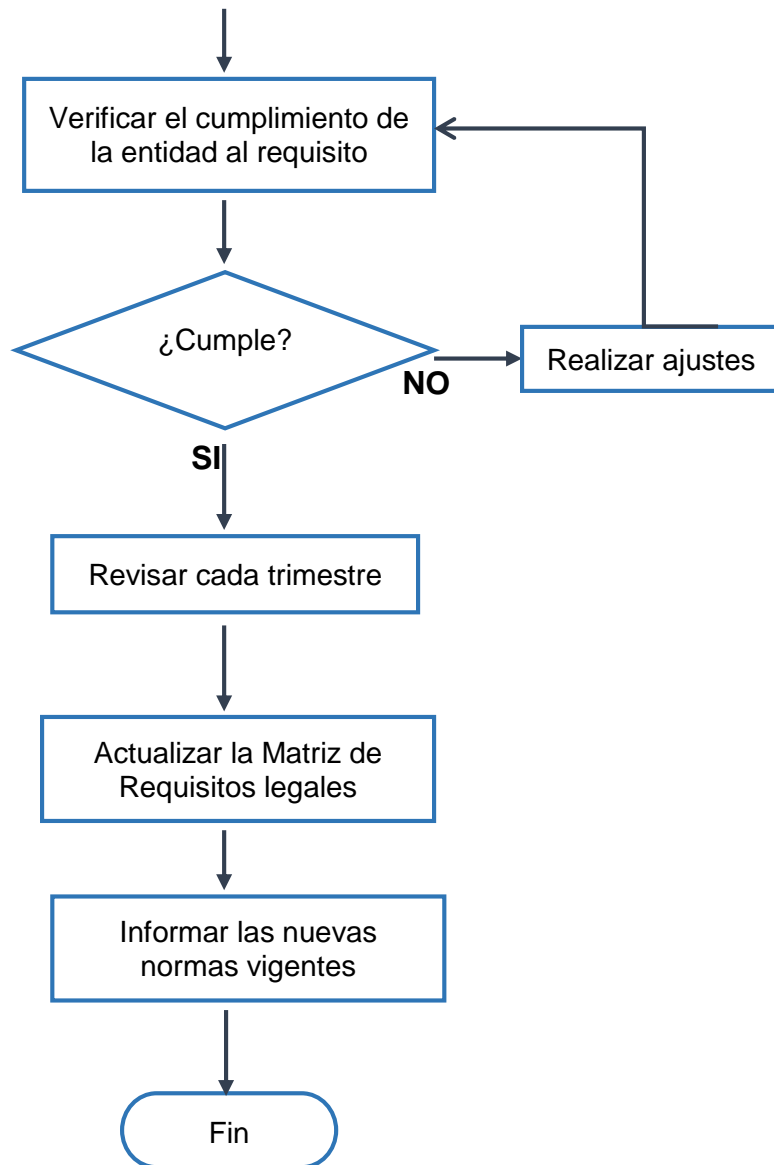 Verificar el cumplimiento de
la entidad al requisito
¿Cumple?
NO
Realizar ajustes
SI
Revisar cada trimestre
Actualizar la Matriz de
Requisitos legales
Informar las nuevas
normas vigentes
Fin